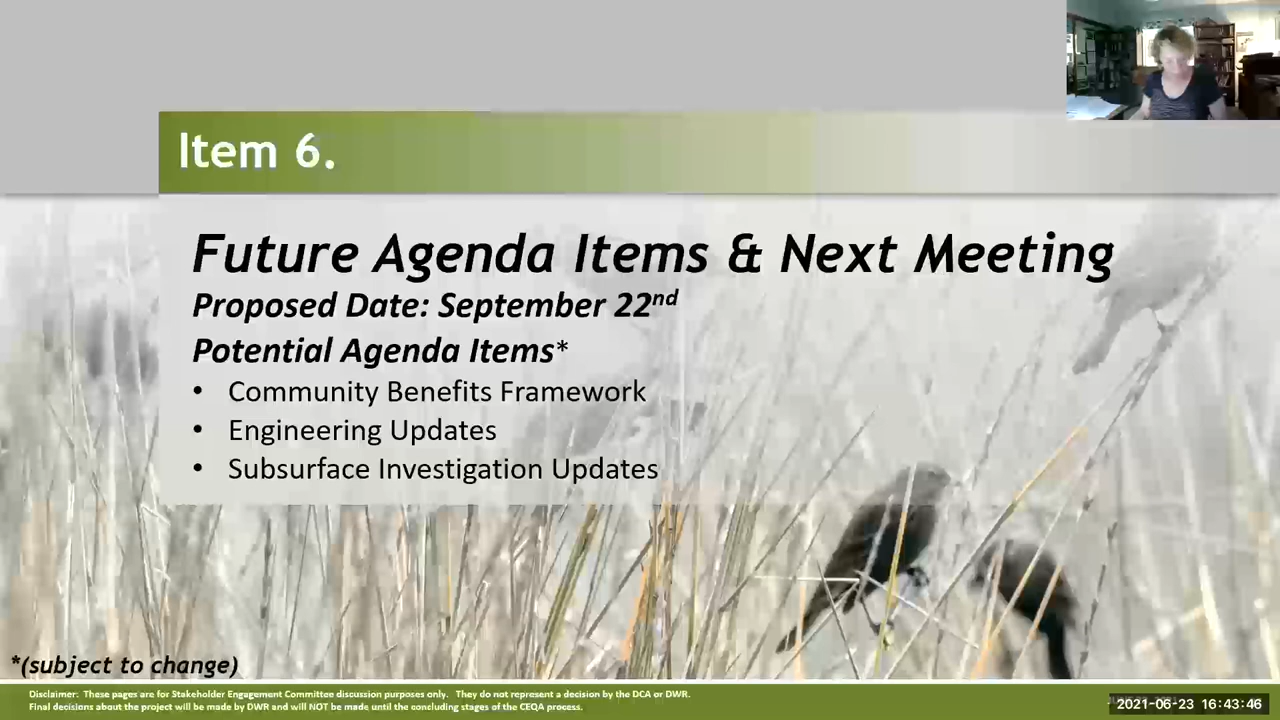 Item 6.
Future Agenda Items & Next Meeting
Proposed Date: September 22nd
Potential Agenda Items*
• Community Benefits Framework
• Engineering Updates
• Subsurface Investigation Updates
*(subject to change)
Disclaimer: These pages are for Stakeholder Engagement Committee discussion purposes only. They do not represent a decision by the DCA or DWR.
Final decisions about the project will be made by DWR and will NOT be made until the concluding stages of the CEQA process.
2021-06-23 16:43:46